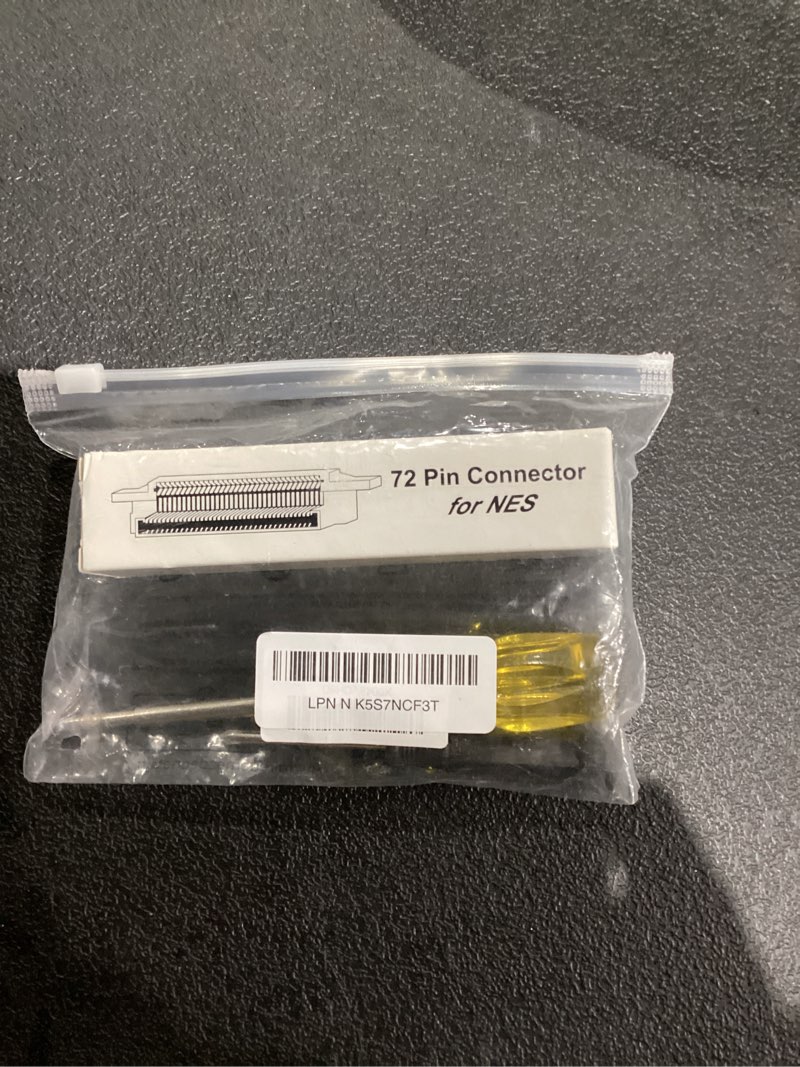 72 Pin Connector
for NES
LPN N K5S7NCF3T